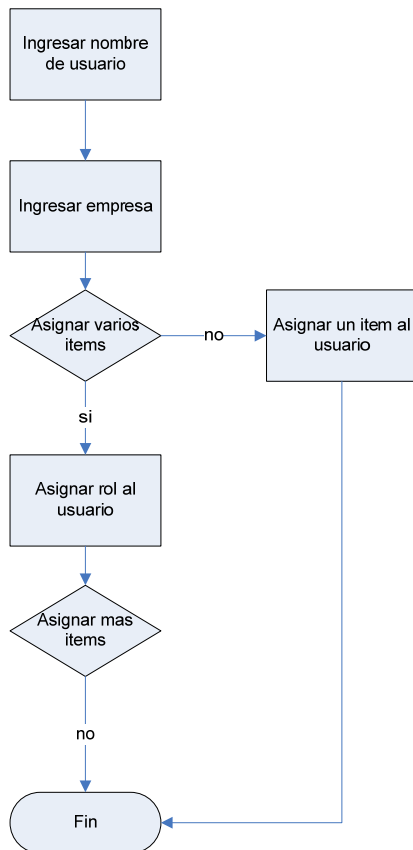 Ingresar nombre
de usuario
Ingresar empresa
Asignar varios
items
no
Asignar un item al
usuario
si
Asignar rol al
usuario
Asignar mas
items
no
Fin